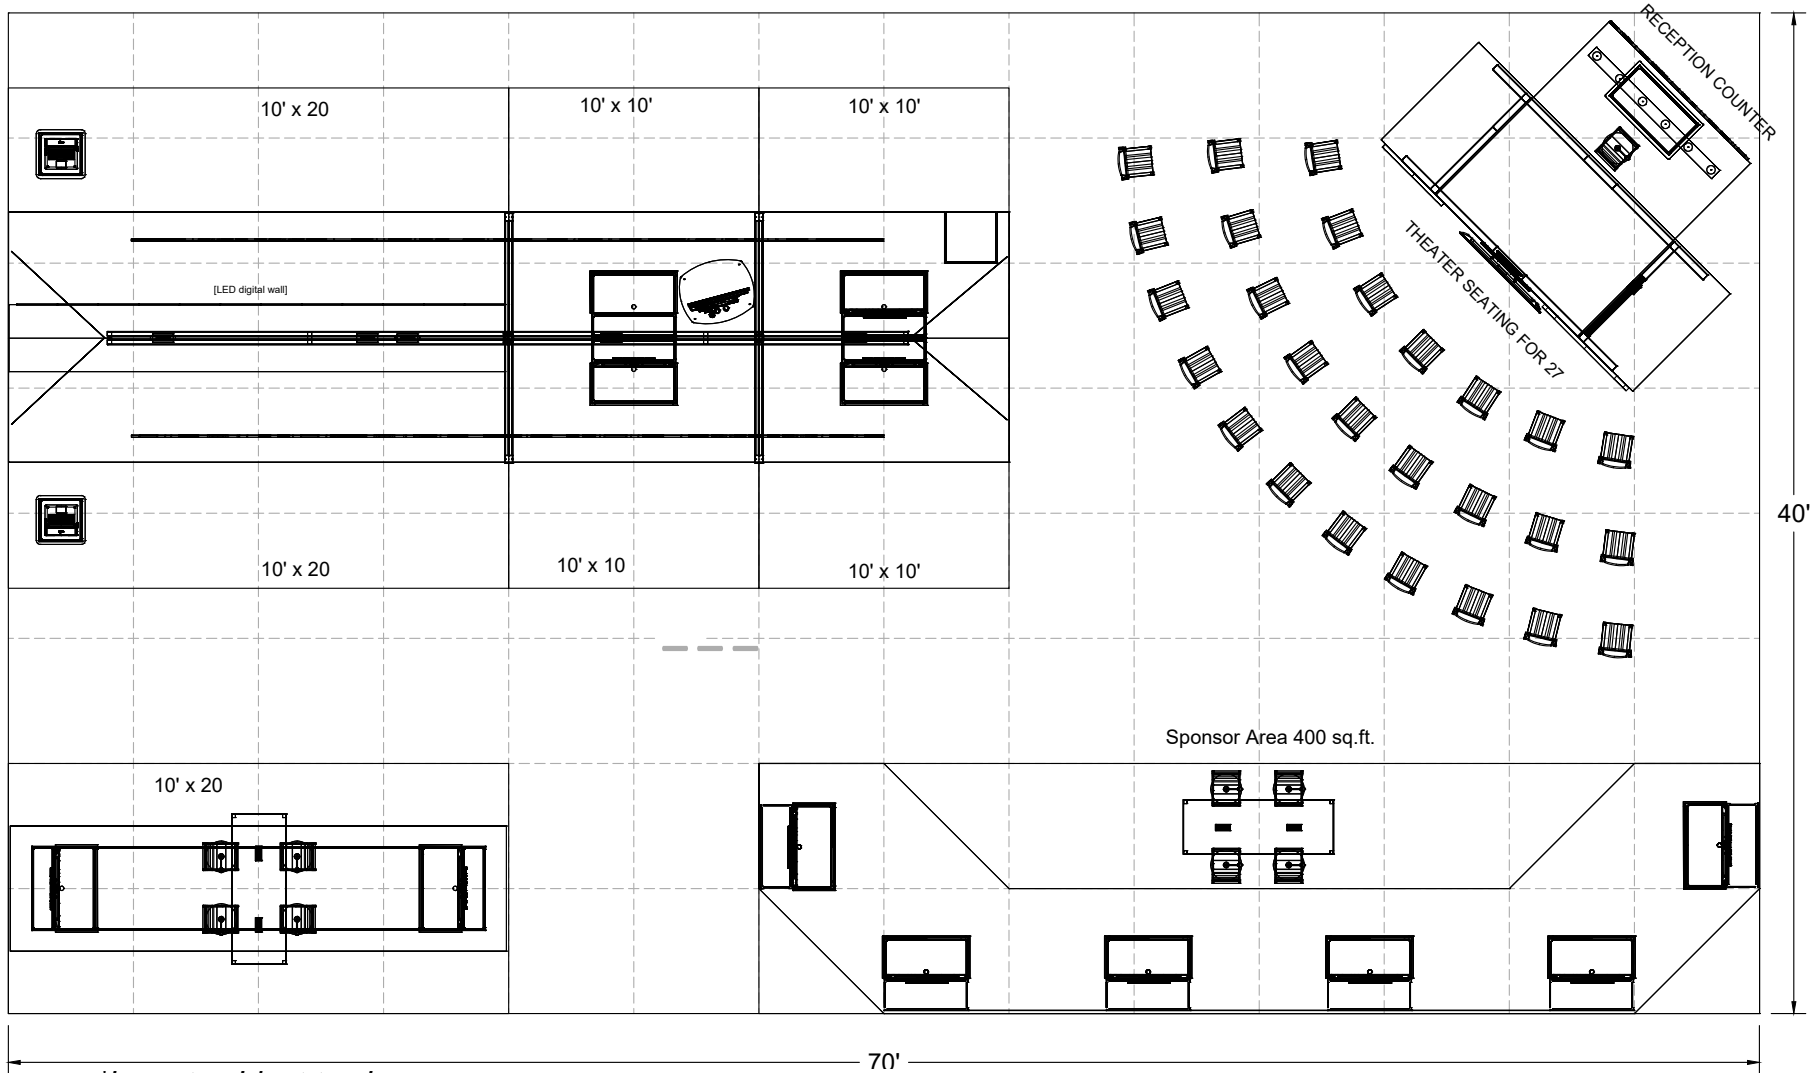 RECEPTION COUNTER
10' x 20
10' x 10'
10' x 10'
THEATER SEATING FOR 27
[LED digital wall]
40'
10' x 20
10' x 10
10' x 10'
Sponsor Area 400 sq.ft.
10' x 20
70'